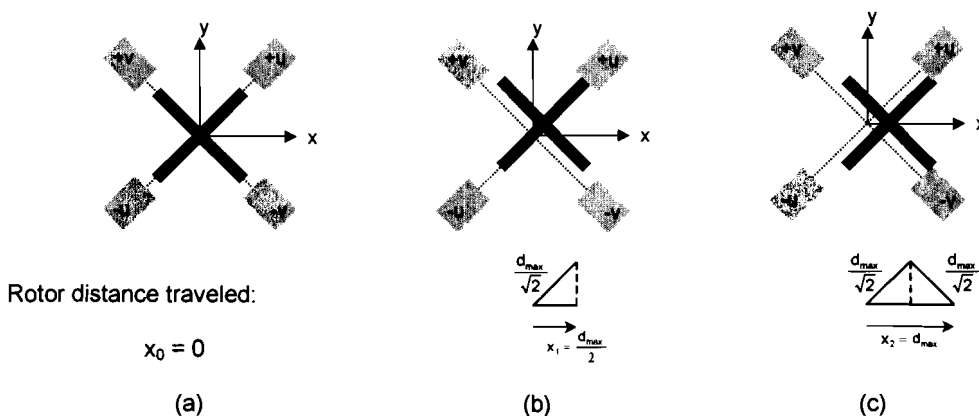 y
+v
+u
x
-u
-v
y
+v
+u
x
-u
-v
y
+v
+u
x
-u
-v
Rotor distance traveled:
x₀ = 0
d_max/√2
x₁ = d_max/2
d_max/√2
d_max/√2
x₂ = d_max
(a)
(b)
(c)